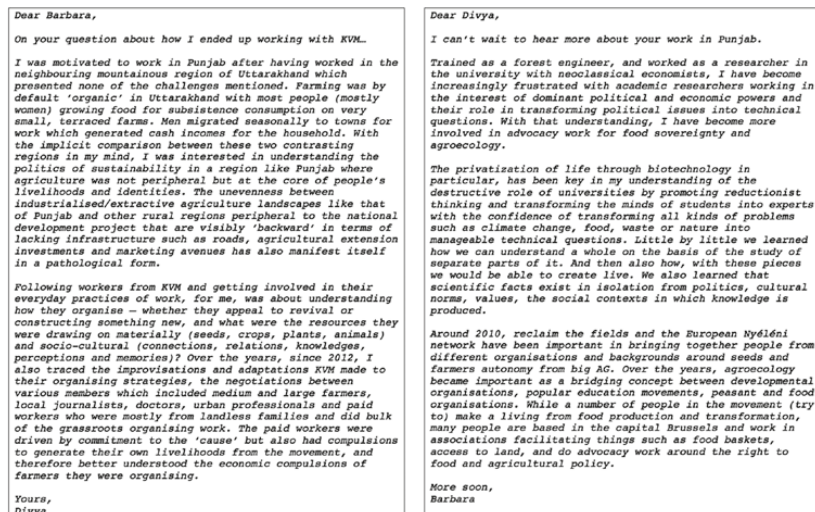 Dear Barbara,
On your question about how I ended up working with KVM…
I was motivated to work in Punjab after having worked in the
neighbouring mountainous region of Uttarakhand which
presented none of the challenges mentioned. Farming was by
default ‘organic’ in Uttarakhand with most people (mostly
women) growing food for subsistence consumption on very
small, terraced farms. Men migrated seasonally to towns for
work which generated cash incomes for the household. With
the implicit comparison between these two contrasting
regions in my mind, I was interested in understanding the
politics of sustainability in a region like Punjab where
agriculture was not peripheral but at the core of people’s
livelihoods and identities. The unevenness between
industrialised/extractive agriculture landscapes like that
of Punjab and other rural regions peripheral to the national
development project that are visibly ‘backward’ in terms of
lacking infrastructure such as roads, agricultural extension
investments and marketing avenues has also manifest itself
in a pathological form.
Following workers from KVM and getting involved in their
everyday practices of work, for me, was about understanding
how they organise – whether they appeal to revival or
constructing something new, and what were the resources they
were drawing on materially (seeds, crops, plants, animals)
and socio-cultural (connections, relations, knowledges,
perceptions and memories)? Over the years, since 2012, I
also traced the improvisations and adaptations KVM made to
their organising strategies, the negotiations between
various members which included medium and large farmers,
local journalists, doctors, urban professionals and paid
workers who were mostly from landless families and did bulk
of the grassroots organising work. The paid workers were
driven by commitment to the ‘cause’ but also had compulsions
to generate their own livelihoods from the movement, and
therefore better understood the economic compulsions of
farmers they were organising.
Yours,
Divya
Dear Divya,
I can’t wait to hear more about your work in Punjab.
Trained as a forest engineer, and worked as a researcher in
the university with neoclassical economists, I have become
increasingly frustrated with academic researchers working in
the interest of dominant political and economic powers and
their role in transforming political issues into technical
questions. With that understanding, I have become more
involved in advocacy work for food sovereignty and
agroecology.
The privatization of life through biotechnology in
particular, has been key in my understanding of the
destructive role of universities by promoting reductionist
thinking and transforming the minds of students into experts
with the confidence of transforming all kinds of problems
such as climate change, food, waste or nature into
manageable technical questions. Little by little we learned
how we can understand a whole on the basis of the study of
separate parts of it. And then also how, with these pieces
we would be able to create live. We also learned that
scientific facts exist in isolation from politics, cultural
norms, values, the social contexts in which knowledge is
produced.
Around 2010, reclaim the fields and the European Nyéléni
network have been important in bringing together people from
different organisations and backgrounds around seeds and
farmers autonomy from big AG. Over the years, agroecology
became important as a bridging concept between developmental
organisations, popular education movements, peasant and food
organisations. While a number of people in the movement (try
to) make a living from food production and transformation,
many people are based in the capital Brussels and work in
associations facilitating things such as food baskets,
access to land, and do advocacy work around the right to
food and agricultural policy.
More soon,
Barbara